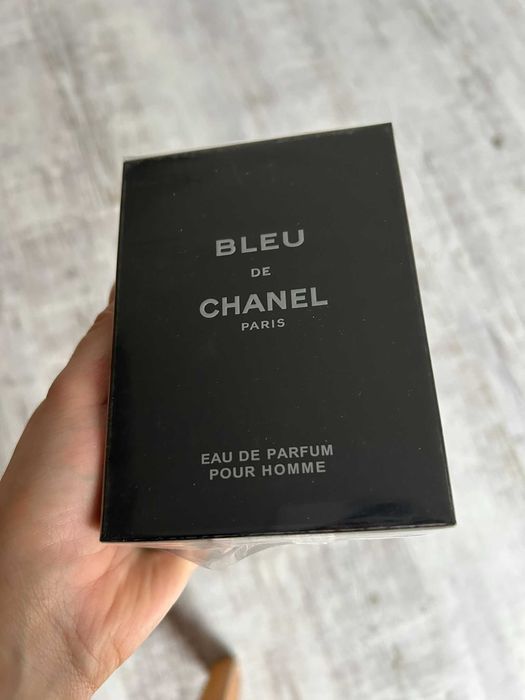 BLEU
DE
CHANEL
PARIS
EAU DE PARFUM
POUR HOMME